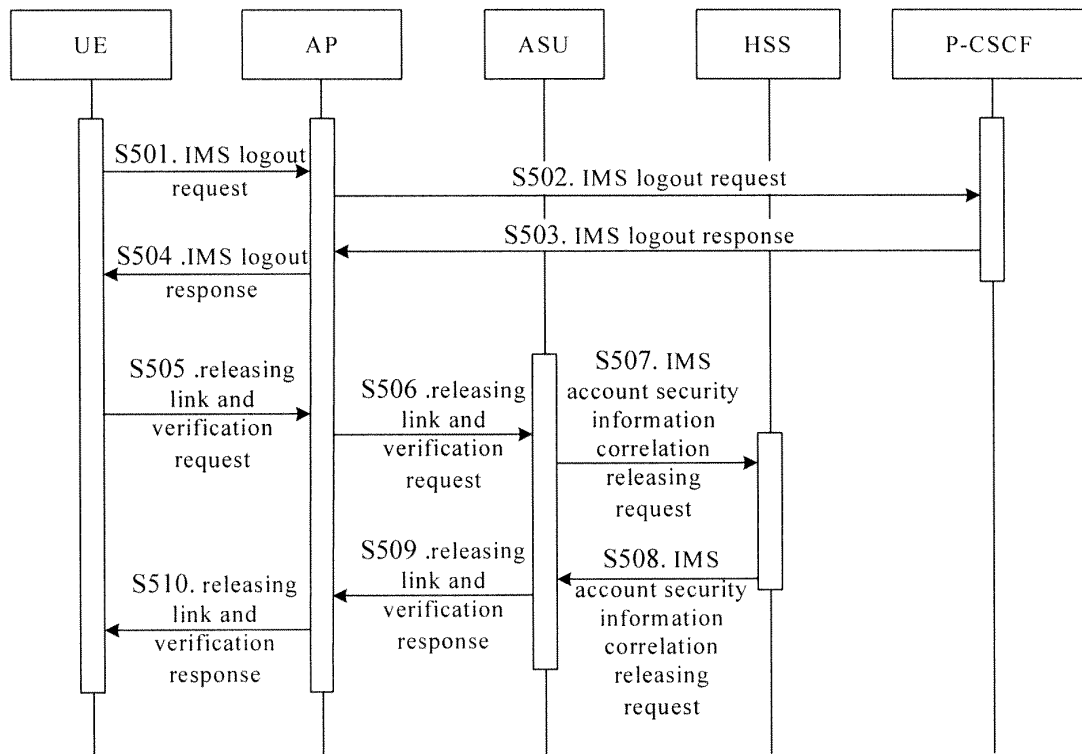 UE
AP
ASU
HSS
P-CSCF
S501. IMS logout
request
S502. IMS logout request
S503. IMS logout response
S504 .IMS logout
response
S505 .releasing
link and
verification
request
S506 .releasing
link and
verification
request
S507. IMS
account security
information
correlation
releasing
request
S508. IMS
account security
information
correlation
releasing
request
S509 .releasing
link and
verification
response
S510. releasing
link and
verification
response